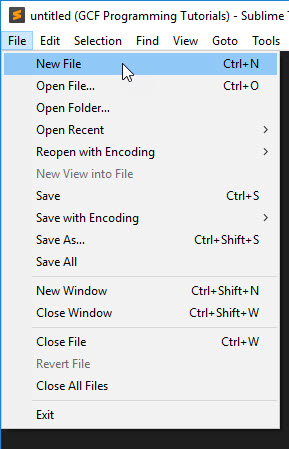 untitled (GCF Programming Tutorials) - Sublime
File Edit Selection Find View Goto Tools
New File Ctrl+N
Open File... Ctrl+O
Open Folder...
Open Recent
Reopen with Encoding
New View into File
Save Ctrl+S
Save with Encoding
Save As... Ctrl+Shift+S
Save All
New Window Ctrl+Shift+N
Close Window Ctrl+Shift+W
Close File Ctrl+W
Revert File
Close All Files
Exit